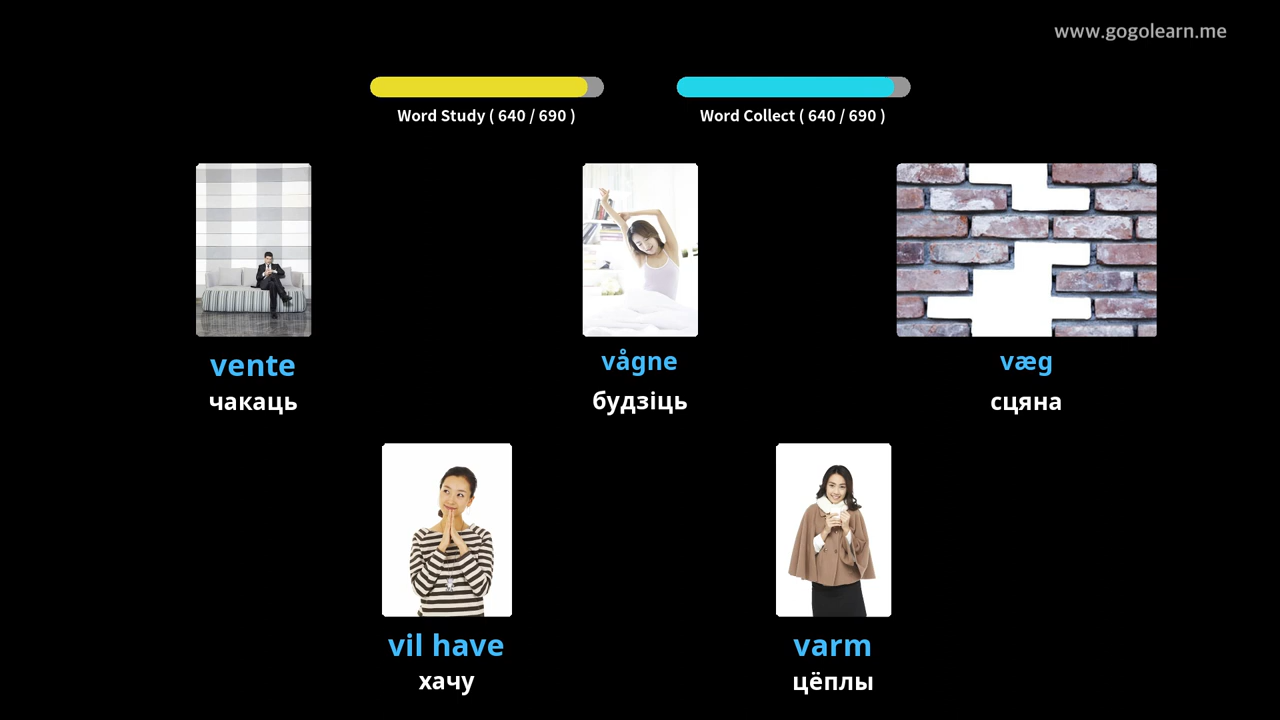 www.gogolearn.me
Word Study ( 640 / 690 )
Word Collect ( 640 / 690 )
vente
чакаць
vågne
будзіць
væg
сцяна
vil have
хачу
varm
цёплы